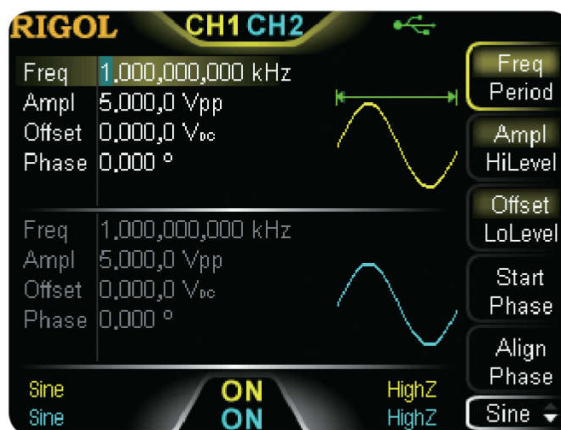 RIGOL CH1 CH2
Freq 1.000,000,000 kHz
Ampl 5.000,0 Vpp
Offset 0.000,0 VDC
Phase 0.000 °
Freq 1.000,000,000 kHz
Ampl 5.000,0 Vpp
Offset 0.000,0 VDC
Phase 0.000 °
Sine ON HighZ
Sine ON HighZ
Freq
Period
Ampl
HiLevel
Offset
LoLevel
Start
Phase
Align
Phase
Sine